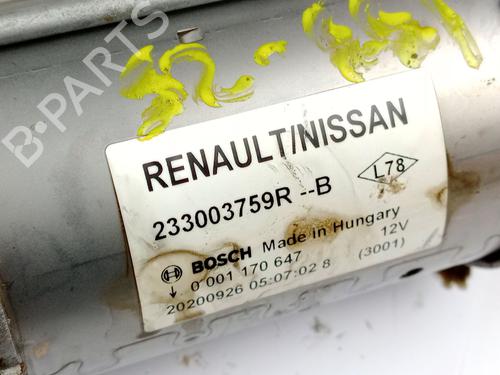 B-PARTS
RENAULT/NISSAN
233003759R --B
L78
BOSCH Made in Hungary
0 001 170 647 12V
20200926 05:07:02 8 (3001)